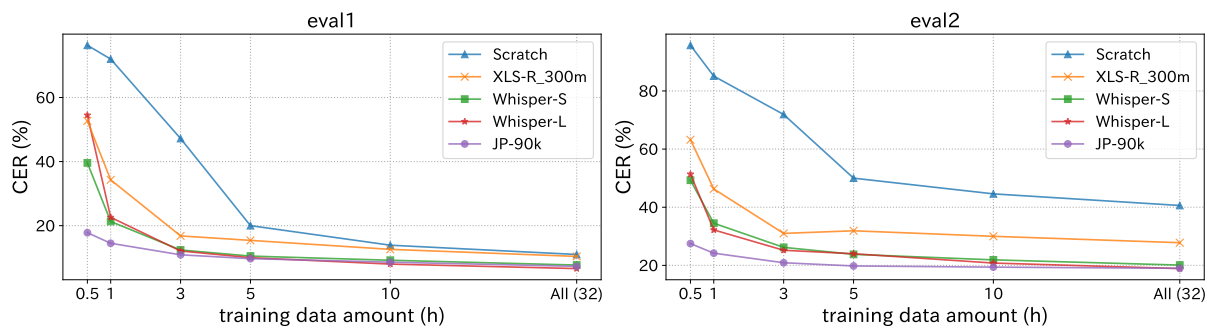 eval1
CER (%)
60
40
20
0.5 1 3 5 10 All (32)
training data amount (h)
Scratch
XLS-R_300m
Whisper-S
Whisper-L
JP-90k
eval2
CER (%)
80
60
40
20
0.5 1 3 5 10 All (32)
training data amount (h)
Scratch
XLS-R_300m
Whisper-S
Whisper-L
JP-90k